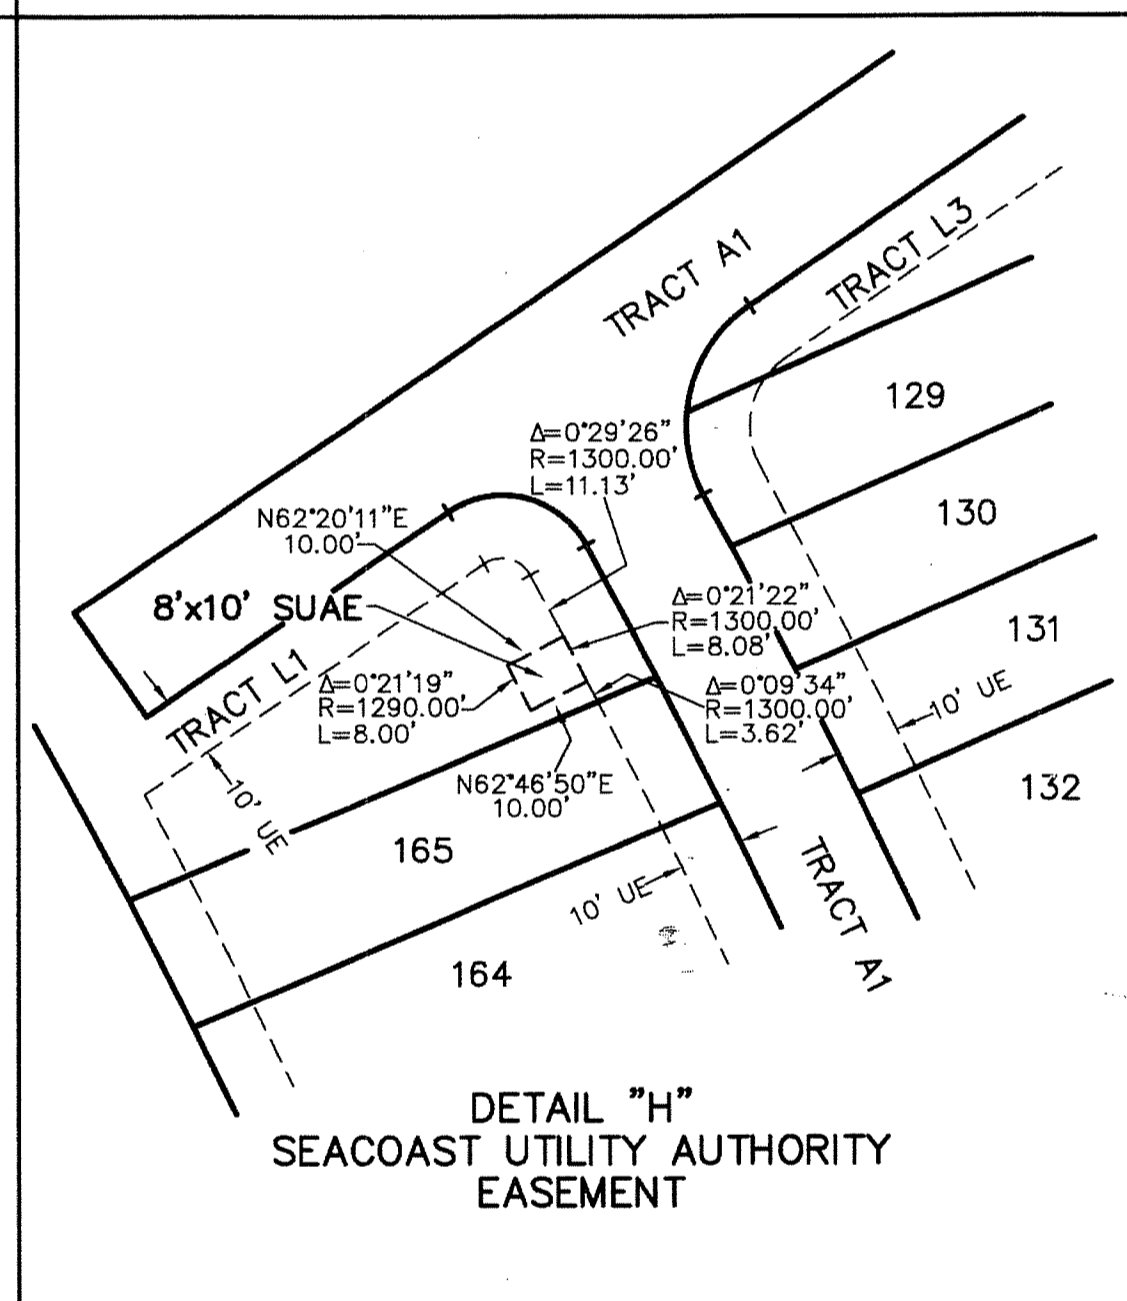 TRACT A1
TRACT L3
129
Δ=0°29'26"
R=1300.00'
L=11.13'
N62°20'11"E
10.00'
130
8'x10' SUAE
Δ=0°21'22"
R=1300.00'
L=8.08'
131
TRACT L1
Δ=0°21'19"
R=1290.00'
L=8.00'
Δ=0°09'34"
R=1300.00'
L=3.62'
10' UE
N62°46'50"E
10.00'
10' UE
132
165
10' UE
TRACT A1
164
DETAIL "H"
SEACOAST UTILITY AUTHORITY
EASEMENT